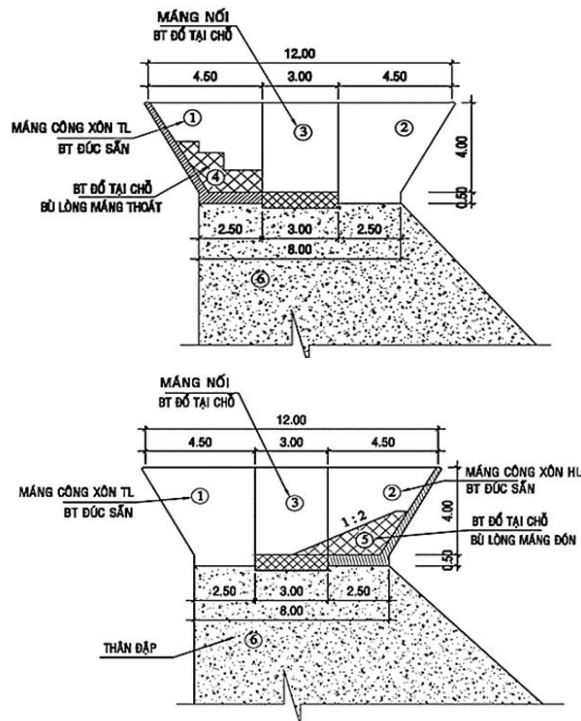 MÁNG NỐI
BT ĐỔ TẠI CHỖ
12.00
4.50 3.00 4.50
① ③ ②
MÁNG CÔNG XÔN TL
BT ĐÚC SẴN
4.00
④
BT ĐỔ TẠI CHỖ
BÙ LÒNG MÁNG THOÁT
0.50
2.50 3.00 2.50
8.00
⑥
MÁNG NỐI
BT ĐỔ TẠI CHỖ
12.00
4.50 3.00 4.50
MÁNG CÔNG XÔN TL
BT ĐÚC SẴN
① ③ ②
MÁNG CÔNG XÔN HL
BT ĐÚC SẴN
1:2
4.00
⑤
BT ĐỔ TẠI CHỖ
BÙ LÒNG MÁNG ĐÓN
0.50
2.50 3.00 2.50
8.00
THÂN ĐẬP
⑥